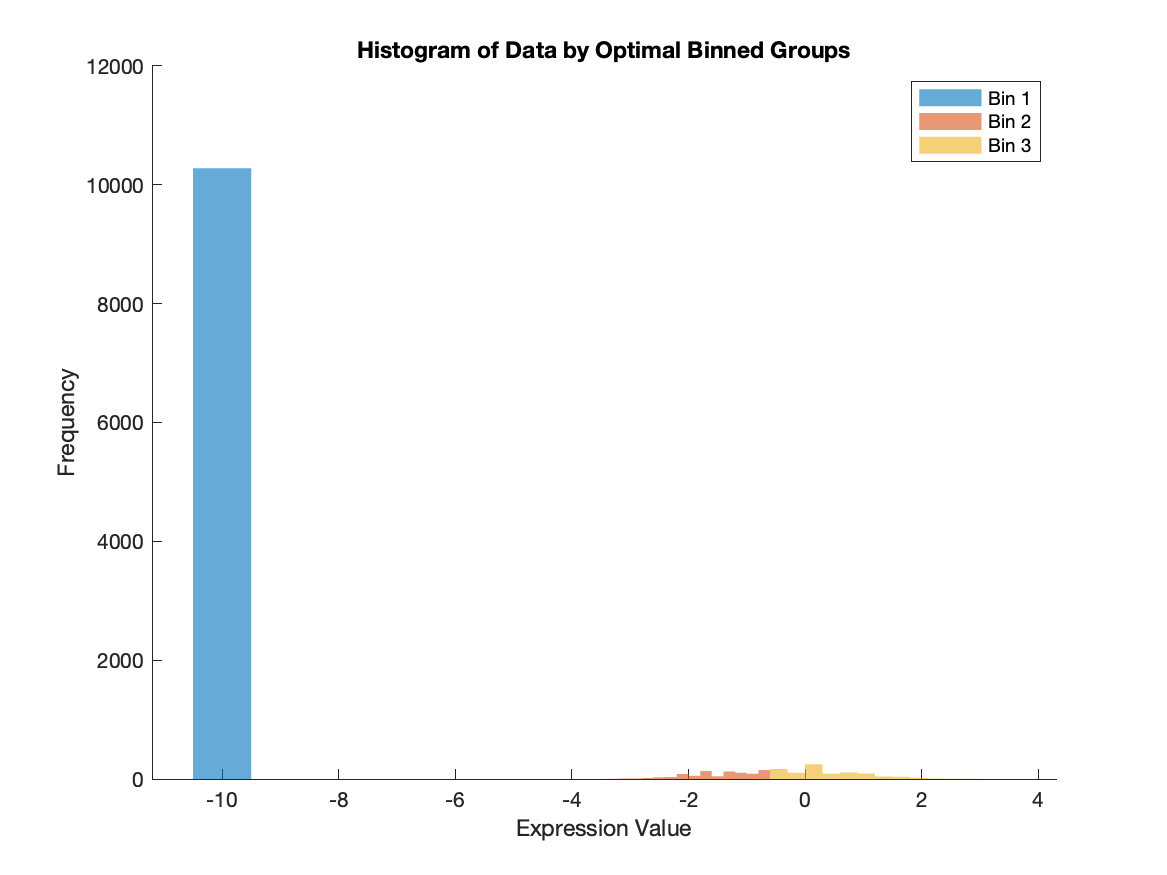 Histogram of Data by Optimal Binned Groups
12000
10000
8000
6000
4000
2000
0
Frequency
Bin 1
Bin 2
Bin 3
-10
-8
-6
-4
-2
0
2
4
Expression Value